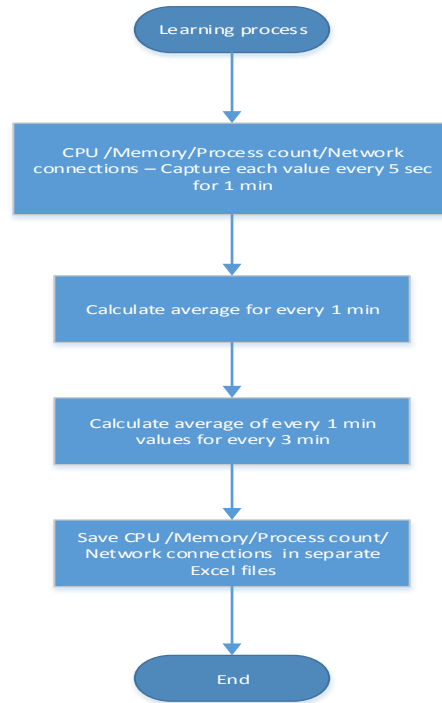 Learning process
CPU /Memory/Process count/Network
connections – Capture each value every 5 sec
for 1 min
Calculate average for every 1 min
Calculate average of every 1 min
values for every 3 min
Save CPU /Memory/Process count/
Network connections in separate
Excel files
End